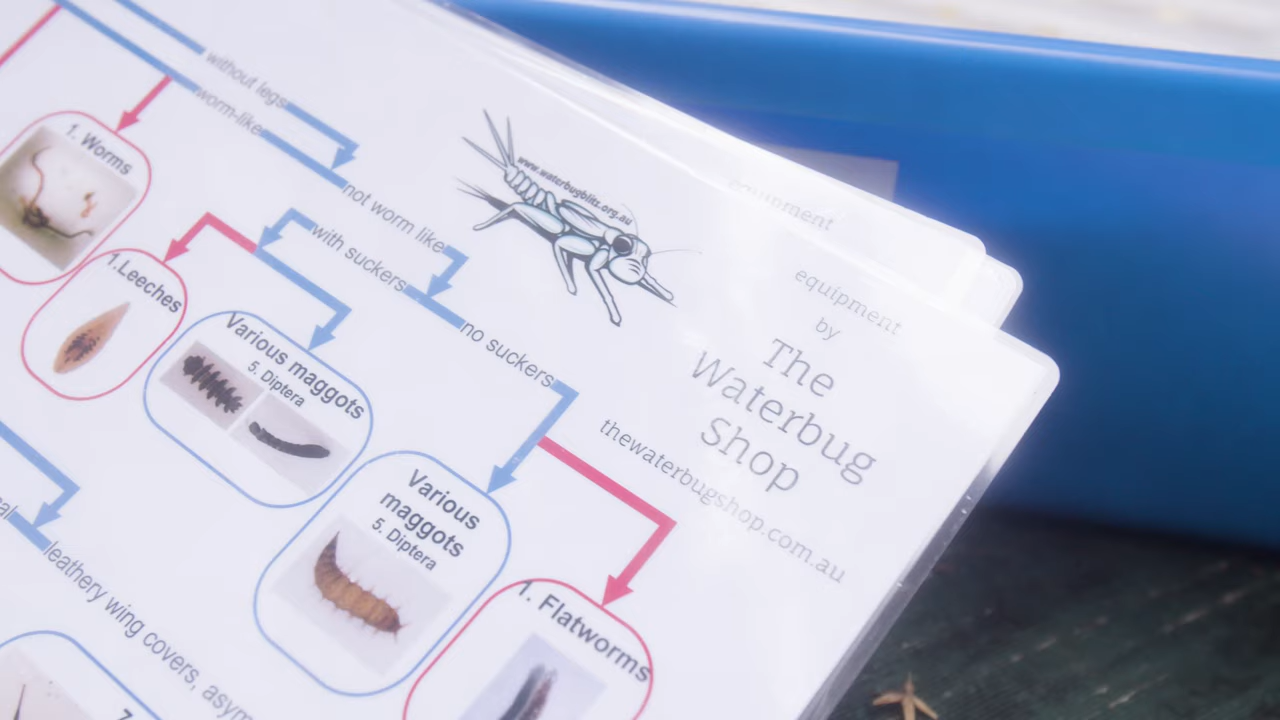 without legs
worm-like
1. Worms
not worm like
www.waterbugblitz.org.au
equipment
equipment
by
The
Waterbug
Shop
thewaterbugshop.com.au
with suckers
no suckers
1.Leeches
Various maggots
5. Diptera
Various
maggots
5. Diptera
1. Flatworms
leathery wing covers,